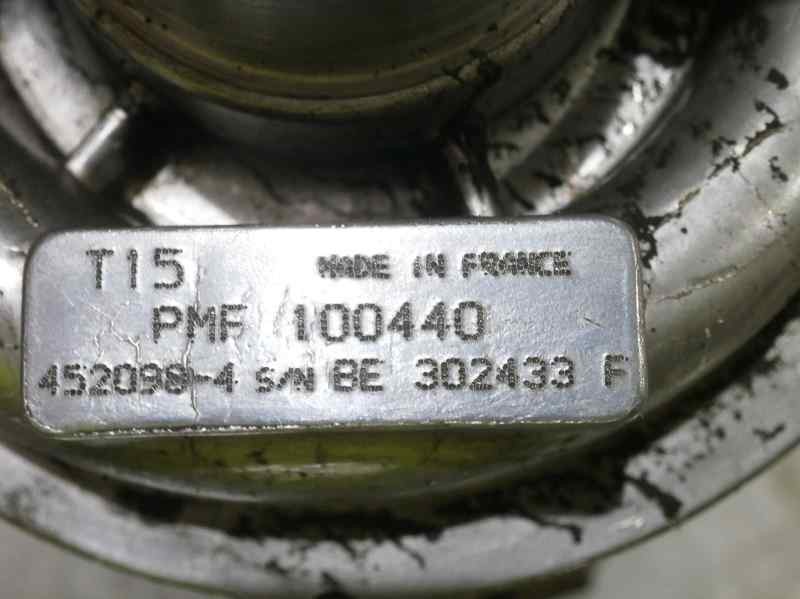 T15 MADE IN FRANCE
PMF 100440
452098-4 S/N BE 302433 F